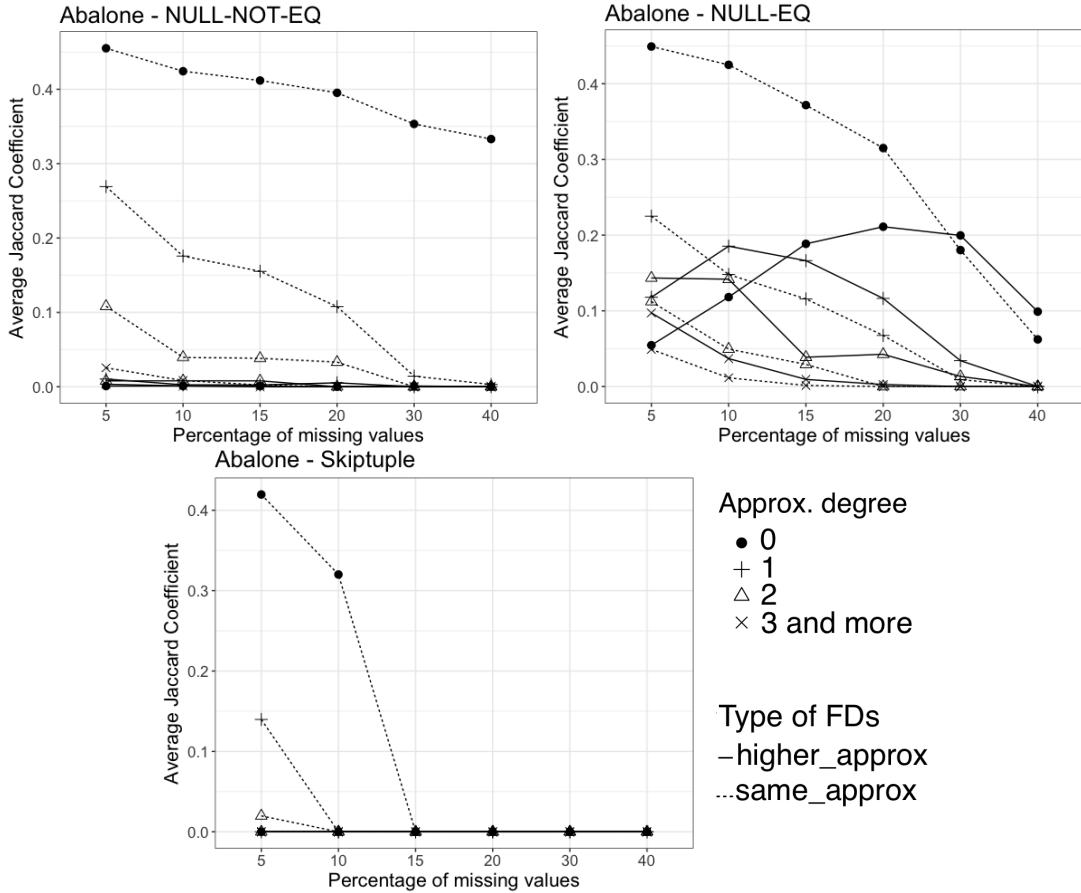 Abalone - NULL-NOT-EQ
Average Jaccard Coefficient
0.4
0.3
0.2
0.1
0.0
5 10 15 20 30 40
Percentage of missing values
Abalone - NULL-EQ
Average Jaccard Coefficient
0.4
0.3
0.2
0.1
0.0
5 10 15 20 30 40
Percentage of missing values
Abalone - Skiptuple
Average Jaccard Coefficient
0.4
0.3
0.2
0.1
0.0
5 10 15 20 30 40
Percentage of missing values
Approx. degree
0
1
2
3 and more
Type of FDs
higher_approx
same_approx